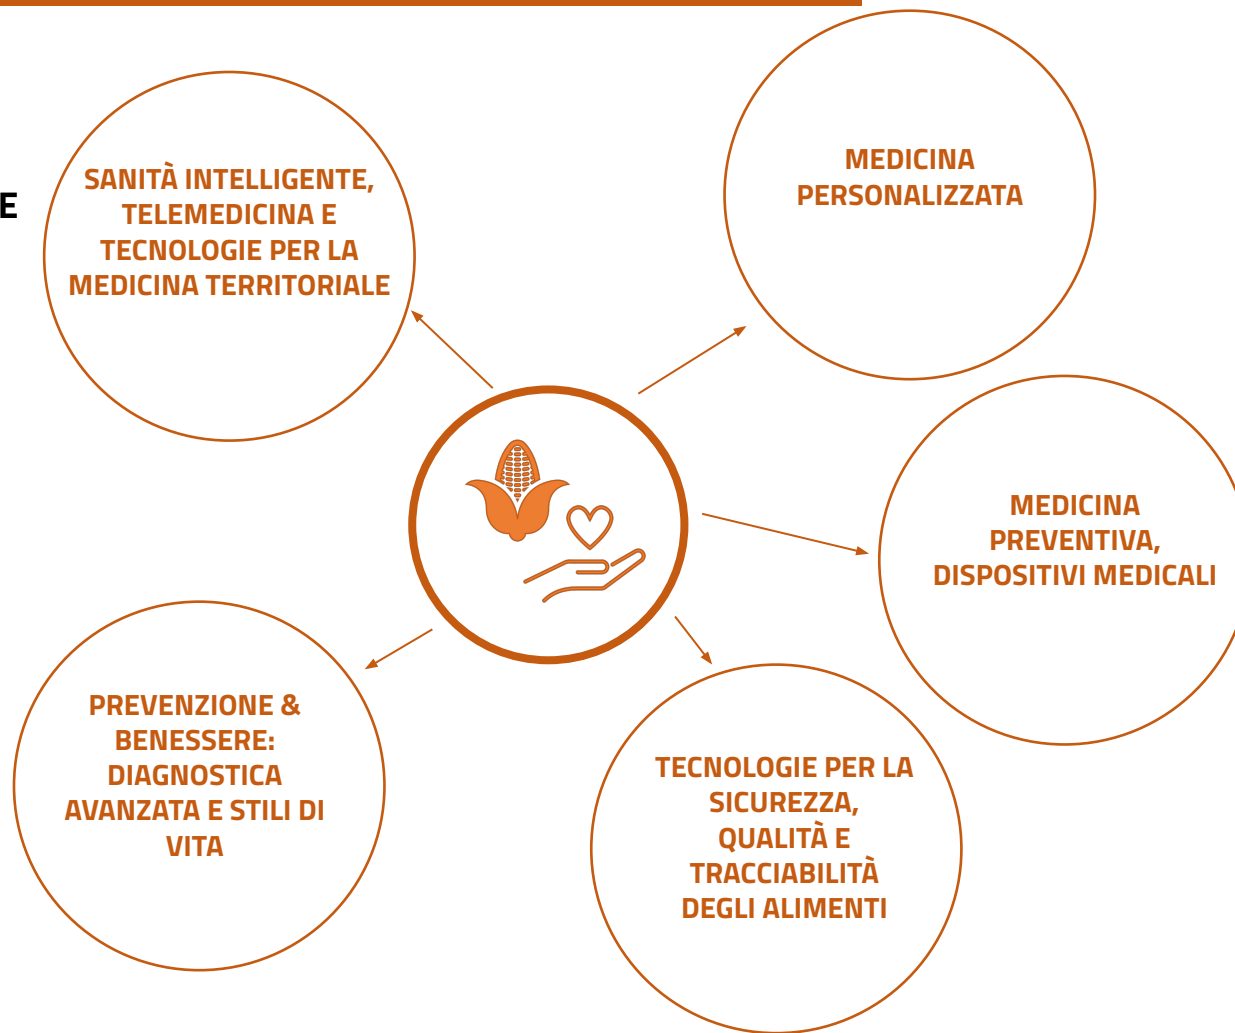 E
SANITÀ INTELLIGENTE,
TELEMEDICINA E
TECNOLOGIE PER LA
MEDICINA TERRITORIALE
MEDICINA
PERSONALIZZATA
MEDICINA
PREVENTIVA,
DISPOSITIVI MEDICALI
PREVENZIONE &
BENESSERE:
DIAGNOSTICA
AVANZATA E STILI DI
VITA
TECNOLOGIE PER LA
SICUREZZA,
QUALITÀ E
TRACCIABILITÀ
DEGLI ALIMENTI